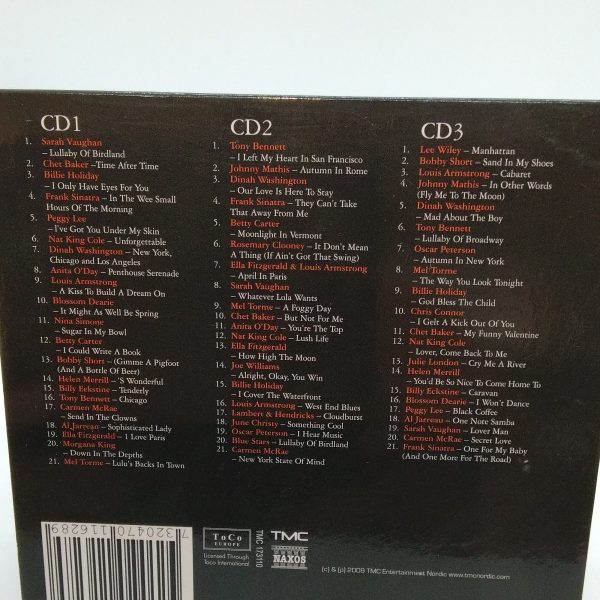 CD1
1. Sarah Vaughan
– Lullaby Of Birdland
2. Chet Baker –Time After Time
3. Billie Holiday
– I Only Have Eyes For You
4. Frank Sinatra – In The Wee Small
Hours Of The Morning
5. Peggy Lee
– I've Got You Under My Skin
6. Nat King Cole – Unforgettable
7. Dinah Washington – New York,
Chicago and Los Angeles
8. Anita O'Day – Penthouse Serenade
9. Louis Armstrong
– A Kiss To Build A Dream On
10. Blossom Dearie
– It Might As Well Be Spring
11. Nina Simone
– Sugar In My Bowl
12. Betty Carter
– I Could Write A Book
13. Bobby Short – (Gimme A Pigfoot
(And A Bottle Of Beer)
14. Helen Merrill – 'S Wonderful
15. Billy Eckstine – Tenderly
16. Tony Bennett – Chicago
17. Carmen McRae
– Send In The Clowns
18. Al Jarreau – Sophisticated Lady
19. Ella Fitzgerald – I Love Paris
20. Morgana King
– Down In The Depths
21. Mel Torme – Lulu's Backs In Town
CD2
1. Tony Bennett
– I Left My Heart In San Francisco
2. Johnny Mathis – Autumn In Rome
3. Dinah Washington
– Our Love Is Here To Stay
4. Frank Sinatra – They Can't Take
That Away From Me
5. Betty Carter
– Moonlight In Vermont
6. Rosemary Clooney – It Don't Mean
A Thing (If Ain't Got That Swing)
7. Ella Fitzgerald & Louis Armstrong
– April In Paris
8. Sarah Vaughan
– Whatever Lola Wants
9. Mel Torme – A Foggy Day
10. Chet Baker – But Not For Me
11. Anita O'Day – You're The Top
12. Nat King Cole – Lush Life
13. Ella Fitzgerald
– How High The Moon
14. Joe Williams
– Alright, Okay, You Win
15. Billie Holiday
– I Cover The Waterfront
16. Louis Armstrong – West End Blues
17. Lambert & Hendricks – Cloudburst
18. June Christy – Something Cool
19. Oscar Peterson – I Hear Music
20. Blue Stars – Lullaby Of Birdland
21. Carmen McRae
– New York State Of Mind
CD3
1. Lee Wiley – Manhattan
2. Bobby Short – Sand In My Shoes
3. Louis Armstrong – Cabaret
4. Johnny Mathis – In Other Words
(Fly Me To The Moon)
5. Dinah Washington
– Mad About The Boy
6. Tony Bennett
– Lullaby Of Broadway
7. Oscar Peterson
– Autumn In New York
8. Mel Torme
– The Way You Look Tonight
9. Billie Holiday
– God Bless The Child
10. Chris Connor
– I Gelt A Kick Out Of You
11. Chet Baker – My Funny Valentine
12. Nat King Cole
– Lover, Come Back To Me
13. Julie London – Cry Me A River
14. Helen Merrill
– You'd Be So Nice To Come Home To
15. Billy Eckstein – Caravan
16. Blossom Dearie – I Won't Dance
17. Peggy Lee – Black Coffee
18. Al Jarreau – One Note Samba
19. Sarah Vaughan – Lover Man
20. Carmen McRae – Secret Love
21. Frank Sinatra – One For My Baby
(And One More For The Road)
7 320470 116289
ToCo
EUROPE
Licensed Through
Toco International
TMC 173110
TMC
NAXOS
(c) & (p) 2009 TMC Entertainment Nordic www.tmcnordic.com